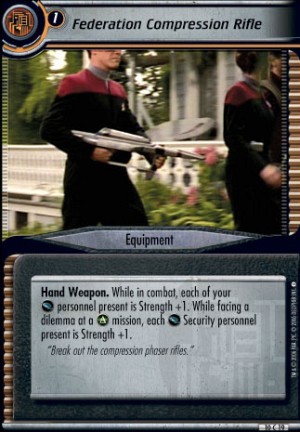 1
Federation Compression Rifle
Equipment
Hand Weapon. While in combat, each of your
personnel present is Strength +1. While facing a
dilemma at a mission, each Security personnel
present is Strength +1.
"Break out the compression phaser rifles."